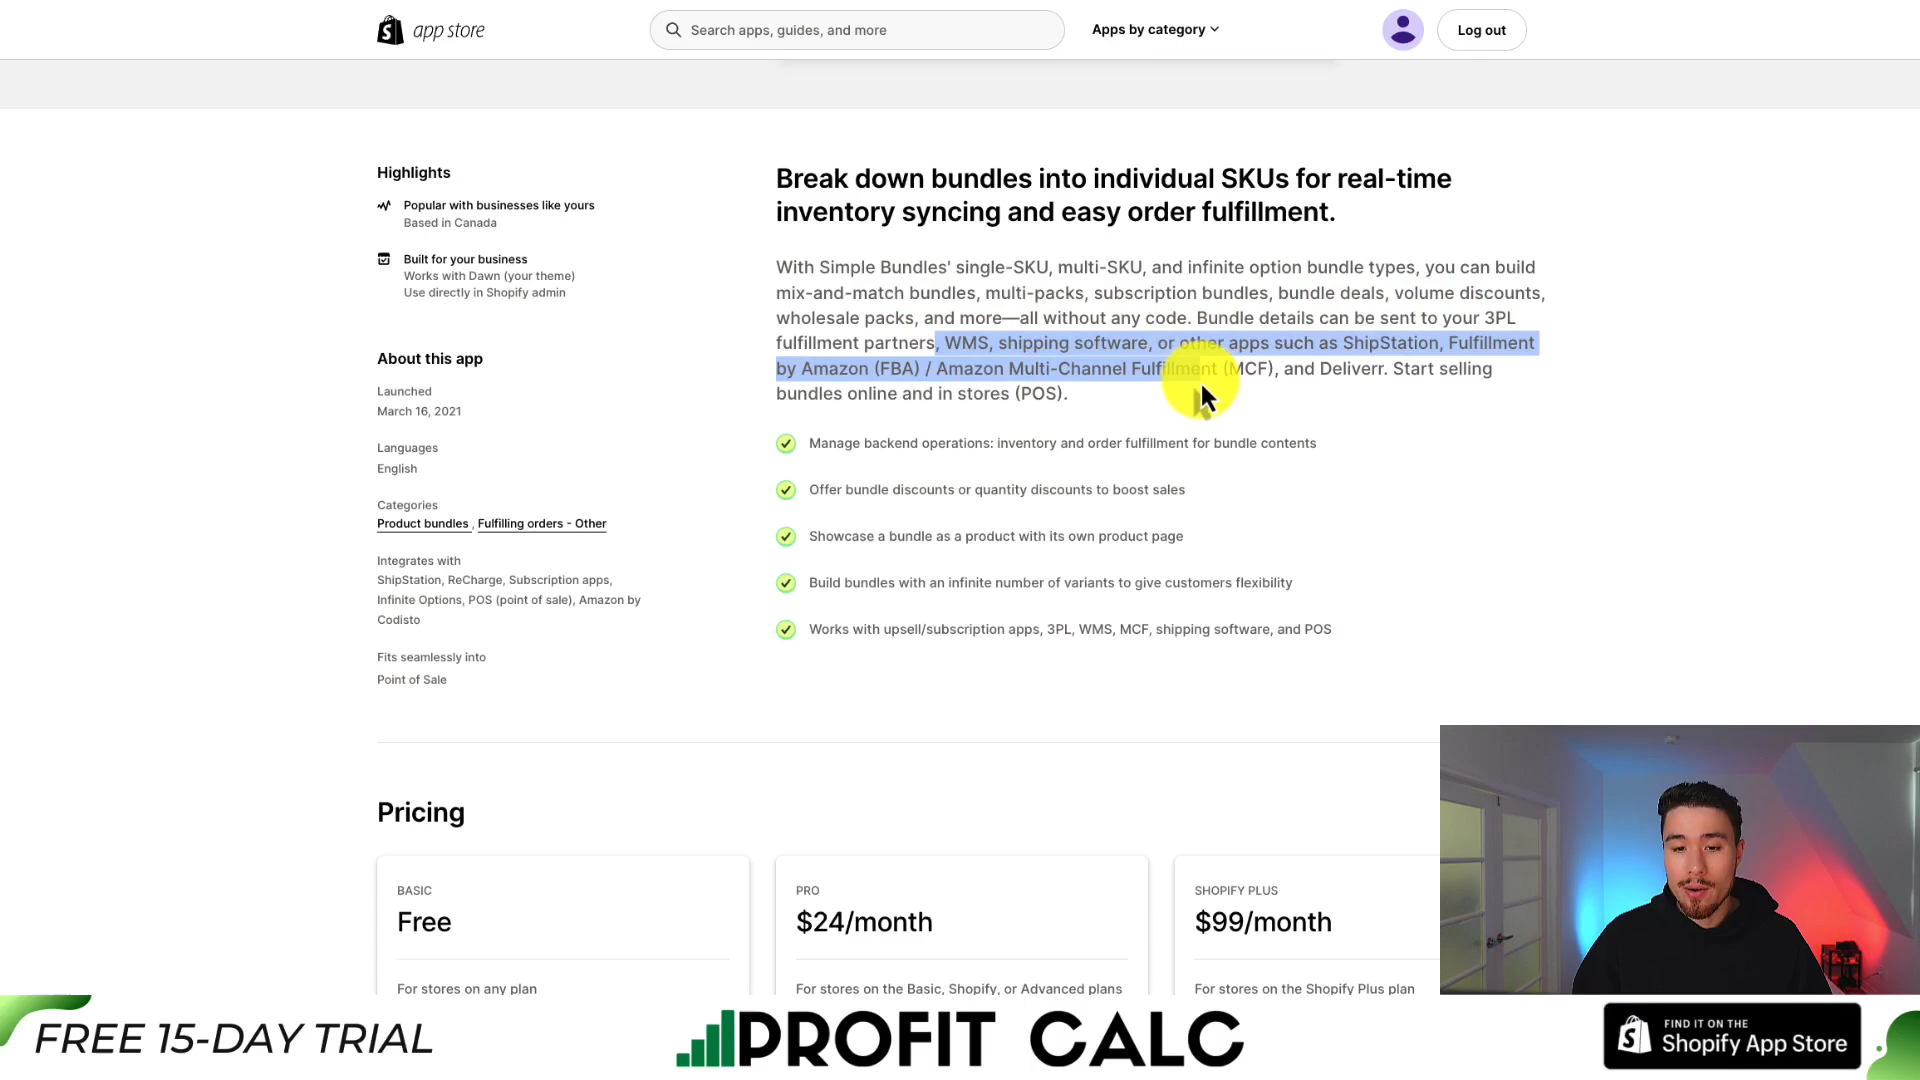 app store
Search apps, guides, and more
Apps by category
Log out
Highlights
Popular with businesses like yours
Based in Canada
Built for your business
Works with Dawn (your theme)
Use directly in Shopify admin
About this app
Launched
March 16, 2021
Languages
English
Categories
Product bundles , Fulfilling orders - Other
Integrates with
ShipStation, ReCharge, Subscription apps,
Infinite Options, POS (point of sale), Amazon by
Codisto
Fits seamlessly into
Point of Sale
Break down bundles into individual SKUs for real-time
inventory syncing and easy order fulfillment.
With Simple Bundles' single-SKU, multi-SKU, and infinite option bundle types, you can build
mix-and-match bundles, multi-packs, subscription bundles, bundle deals, volume discounts,
wholesale packs, and more—all without any code. Bundle details can be sent to your 3PL
fulfillment partners, WMS, shipping software, or other apps such as ShipStation, Fulfillment
by Amazon (FBA) / Amazon Multi-Channel Fulfillment (MCF), and Deliverr. Start selling
bundles online and in stores (POS).
Manage backend operations: inventory and order fulfillment for bundle contents
Offer bundle discounts or quantity discounts to boost sales
Showcase a bundle as a product with its own product page
Build bundles with an infinite number of variants to give customers flexibility
Works with upsell/subscription apps, 3PL, WMS, MCF, shipping software, and POS
Pricing
BASIC
Free
For stores on any plan
PRO
$24/month
For stores on the Basic, Shopify, or Advanced plans
SHOPIFY PLUS
$99/month
For stores on the Shopify Plus plan
FREE 15-DAY TRIAL
PROFIT CALC
FIND IT ON THE
Shopify App Store